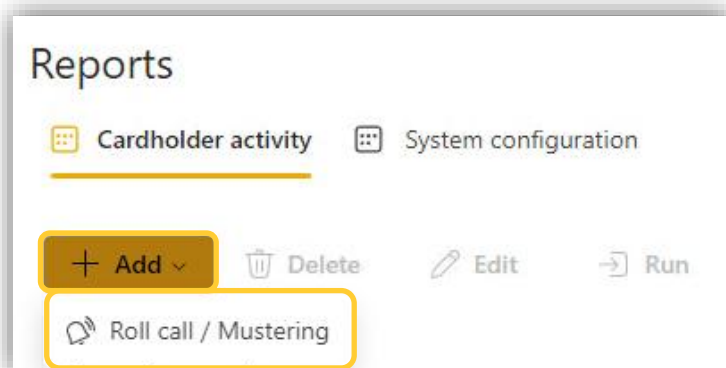 Reports
Cardholder activity System configuration
Add Delete Edit Run
Roll call / Mustering